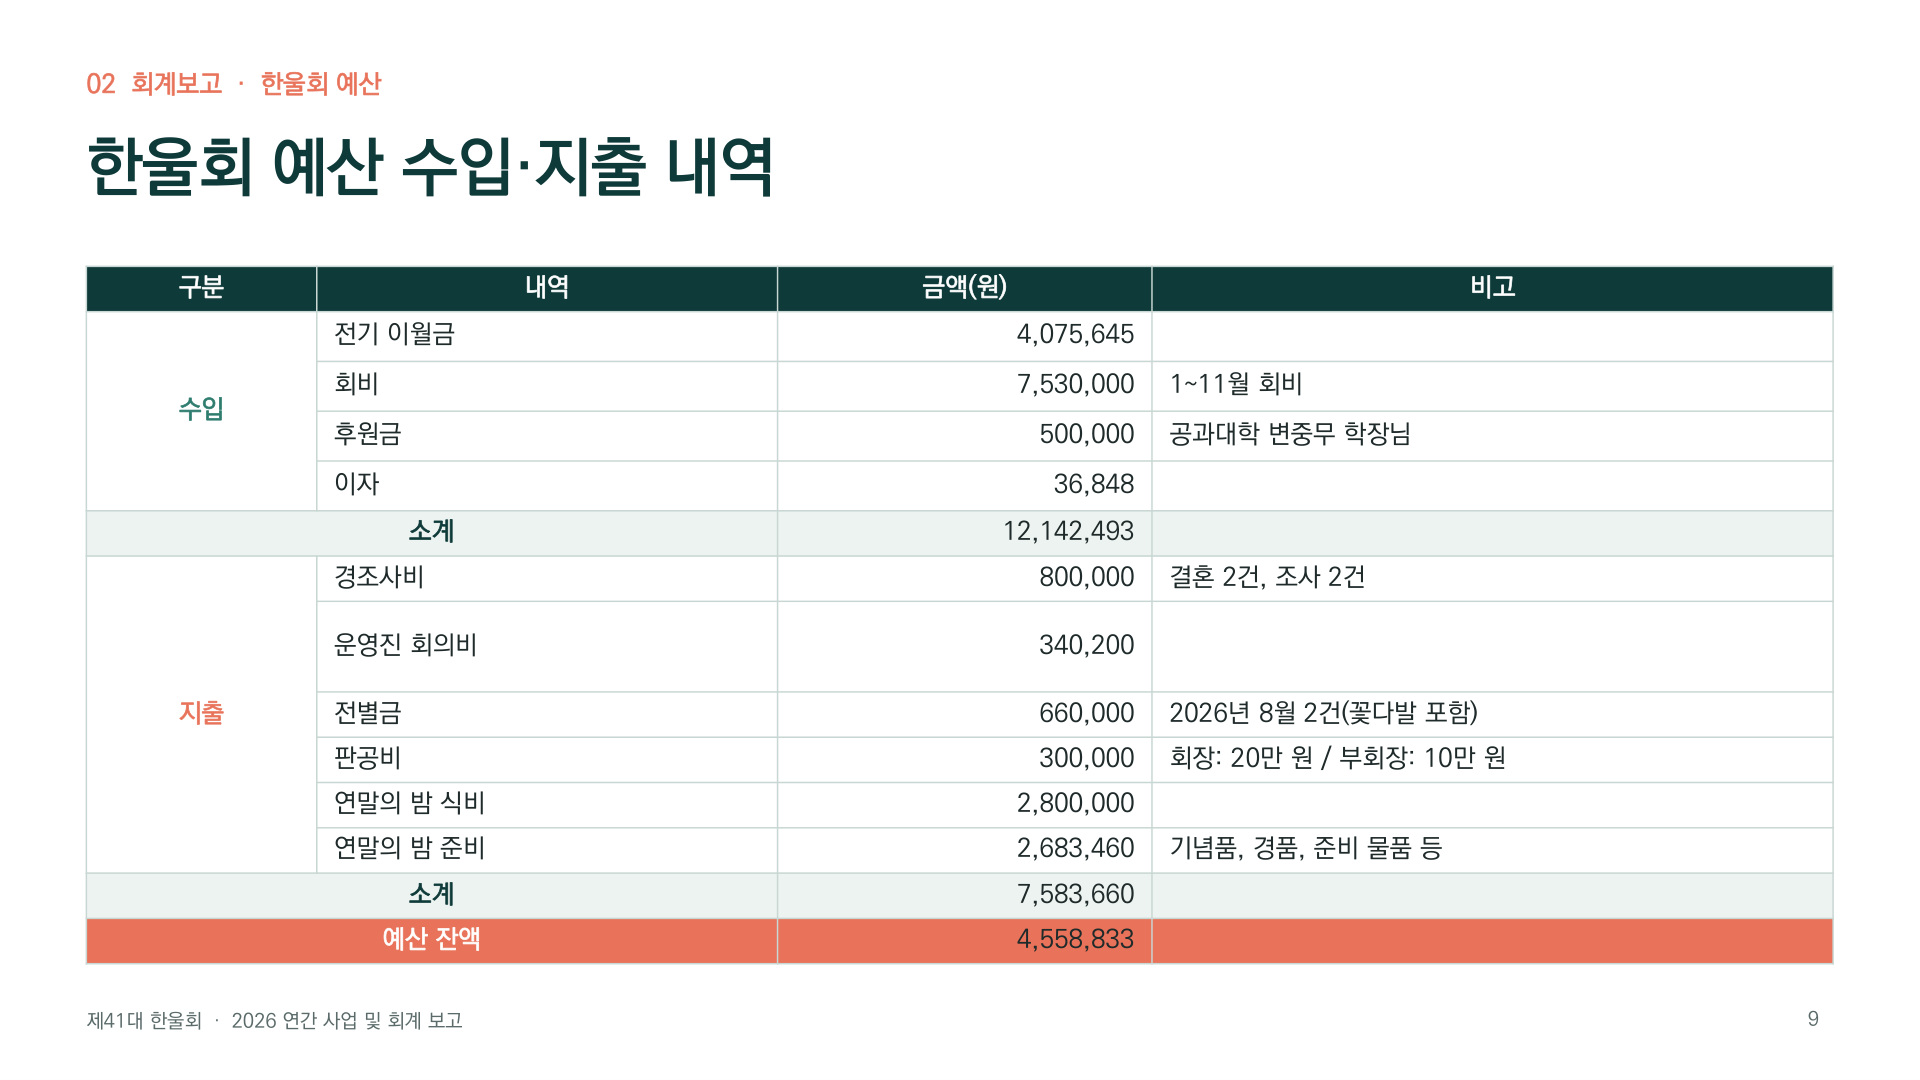 02 회계보고 · 한울회 예산
한울회 예산 수입·지출 내역
구분 내역 금액(원) 비고
수입
전기 이월금 4,075,645
회비 7,530,000 1~11월 회비
후원금 500,000 공과대학 변중무 학장님
이자 36,848
소계 12,142,493
지출
경조사비 800,000 결혼 2건, 조사 2건
운영진 회의비 340,200
전별금 660,000 2026년 8월 2건(꽃다발 포함)
판공비 300,000 회장: 20만 원 / 부회장: 10만 원
연말의 밤 식비 2,800,000
연말의 밤 준비 2,683,460 기념품, 경품, 준비 물품 등
소계 7,583,660
예산 잔액 4,558,833
제41대 한울회 · 2026 연간 사업 및 회계 보고
9